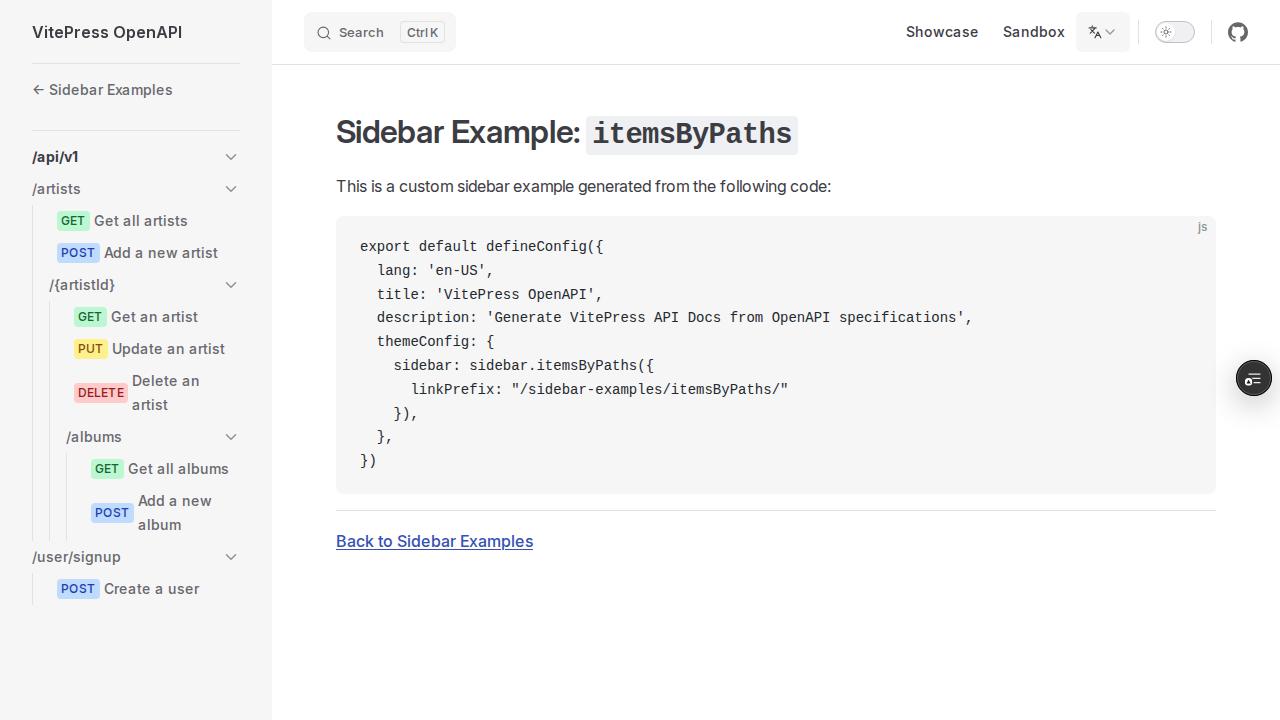 VitePress OpenAPI
Search
Ctrl K
Showcase
Sandbox
← Sidebar Examples
/api/v1
/artists
GET Get all artists
POST Add a new artist
/{artistId}
GET Get an artist
PUT Update an artist
DELETE Delete an
artist
/albums
GET Get all albums
POST Add a new
album
/user/signup
POST Create a user
Sidebar Example: itemsByPaths
This is a custom sidebar example generated from the following code:
js
export default defineConfig({
  lang: 'en-US',
  title: 'VitePress OpenAPI',
  description: 'Generate VitePress API Docs from OpenAPI specifications',
  themeConfig: {
    sidebar: sidebar.itemsByPaths({
      linkPrefix: "/sidebar-examples/itemsByPaths/"
    }),
  },
})
Back to Sidebar Examples